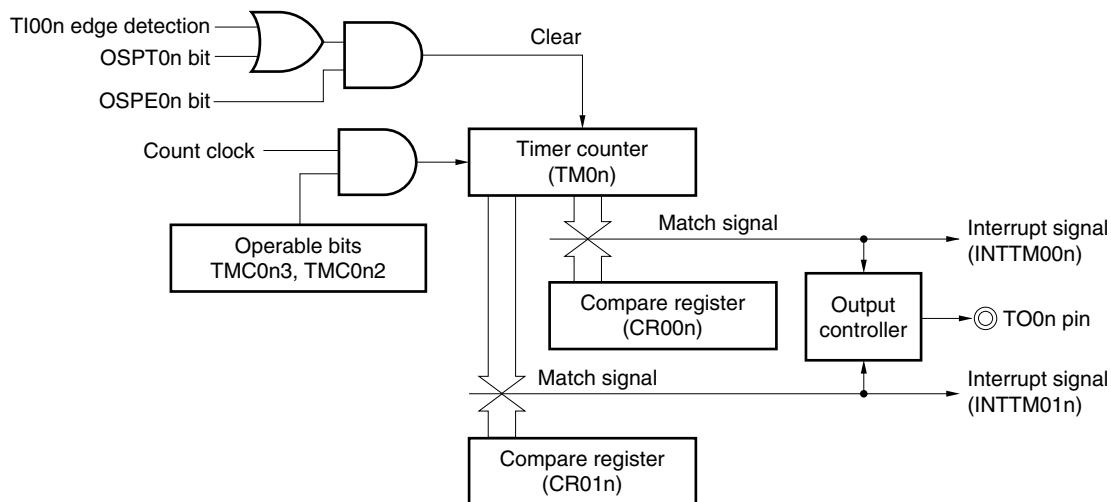 TI00n edge detection
OSPT0n bit
OSPE0n bit
Clear
Count clock
Timer counter
(TM0n)
Operable bits
TMC0n3, TMC0n2
Match signal
Interrupt signal
(INTTM00n)
Compare register
(CR00n)
Output
controller
TO0n pin
Match signal
Interrupt signal
(INTTM01n)
Compare register
(CR01n)